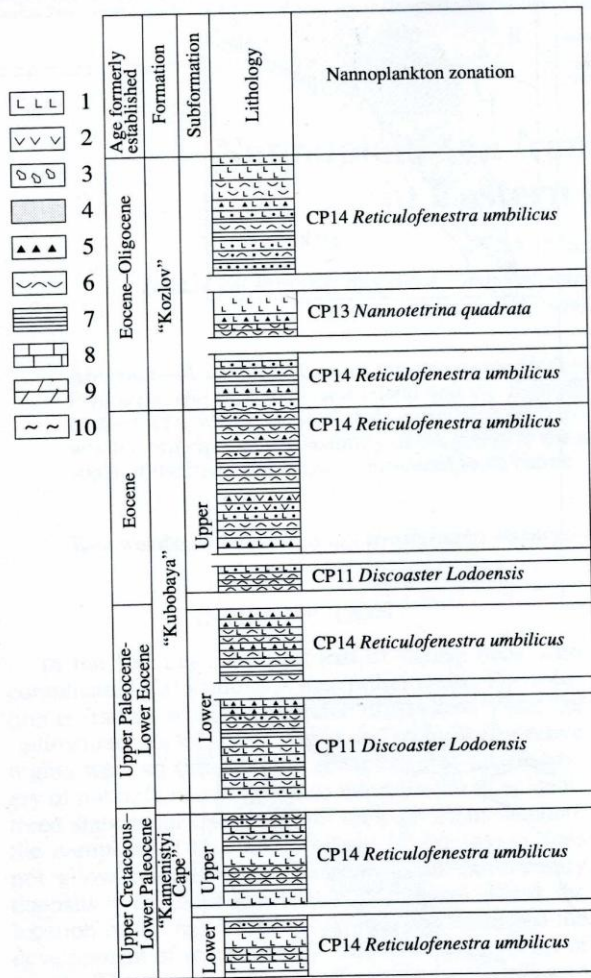 Age formerly
established
Formation
Subformation
Lithology
Nannoplankton zonation
1
2
3
4
5
6
7
8
9
10
Eocene–Oligocene
"Kozlov"
CP14 Reticulofenestra umbilicus
CP13 Nannotetrina quadrata
CP14 Reticulofenestra umbilicus
Eocene
"Kubobaya"
Upper
CP14 Reticulofenestra umbilicus
CP11 Discoaster Lodoensis
Upper Paleocene-
Lower Eocene
Lower
CP14 Reticulofenestra umbilicus
CP11 Discoaster Lodoensis
Upper Cretaceous-
Lower Paleocene
"Kamenistyi
Cape"
Upper
CP14 Reticulofenestra umbilicus
Lower
CP14 Reticulofenestra umbilicus